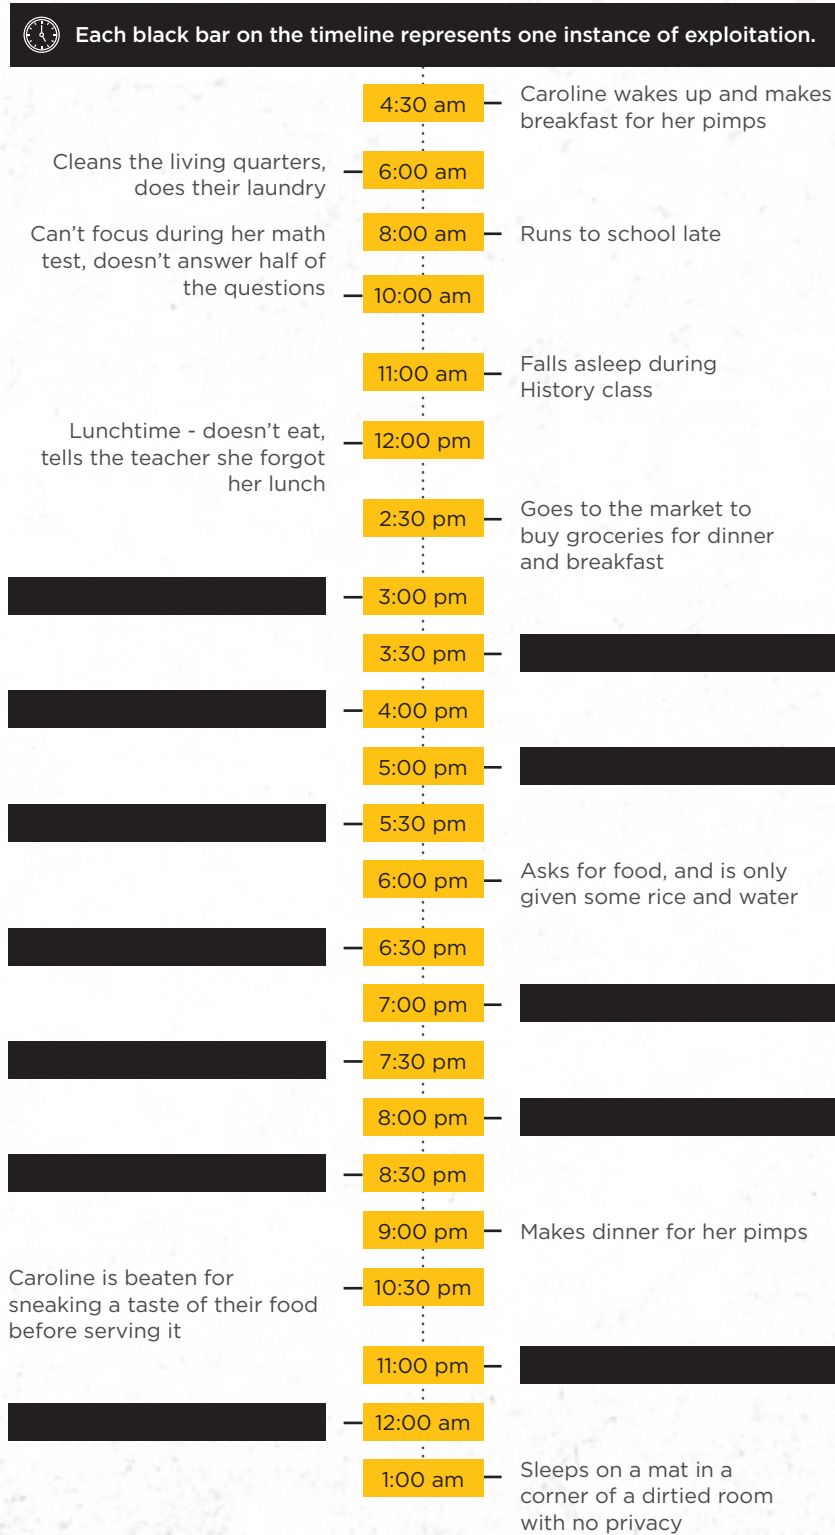 Each black bar on the timeline represents one instance of exploitation.
4:30 am
Caroline wakes up and makes
breakfast for her pimps
Cleans the living quarters,
does their laundry
6:00 am
8:00 am
Runs to school late
Can't focus during her math
test, doesn't answer half of
the questions
10:00 am
11:00 am
Falls asleep during
History class
Lunchtime - doesn't eat,
tells the teacher she forgot
her lunch
12:00 pm
2:30 pm
Goes to the market to
buy groceries for dinner
and breakfast
3:00 pm
3:30 pm
4:00 pm
5:00 pm
5:30 pm
6:00 pm
Asks for food, and is only
given some rice and water
6:30 pm
7:00 pm
7:30 pm
8:00 pm
8:30 pm
9:00 pm
Makes dinner for her pimps
Caroline is beaten for
sneaking a taste of their food
before serving it
10:30 pm
11:00 pm
12:00 am
1:00 am
Sleeps on a mat in a
corner of a dirtied room
with no privacy